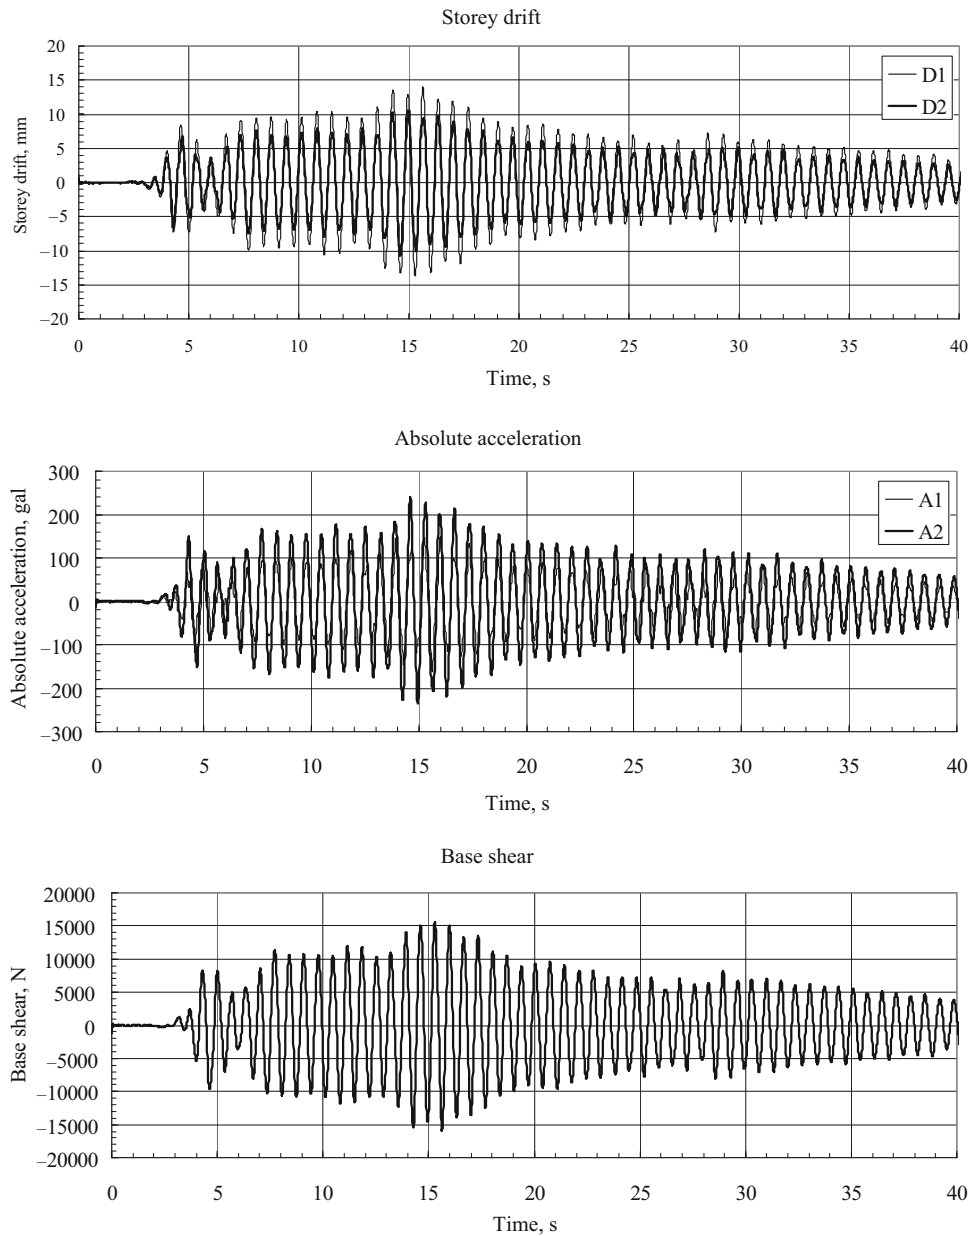 Storey drift
20
15
10
5
0
–5
–10
–15
–20
Storey drift, mm
D1
D2
0 5 10 15 20 25 30 35 40
Time, s
Absolute acceleration
300
200
100
0
–100
–200
–300
Absolute acceleration, gal
A1
A2
0 5 10 15 20 25 30 35 40
Time, s
Base shear
20000
15000
10000
5000
0
–5000
–10000
–15000
–20000
Base shear, N
0 5 10 15 20 25 30 35 40
Time, s